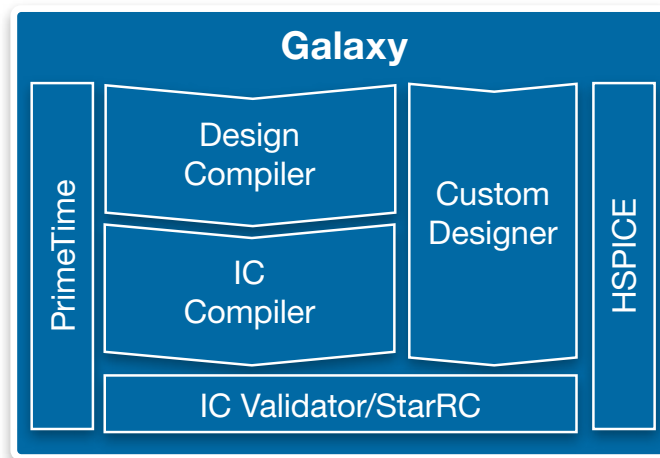 Galaxy
PrimeTime
Design
Compiler
IC
Compiler
Custom
Designer
HSPICE
IC Validator/StarRC